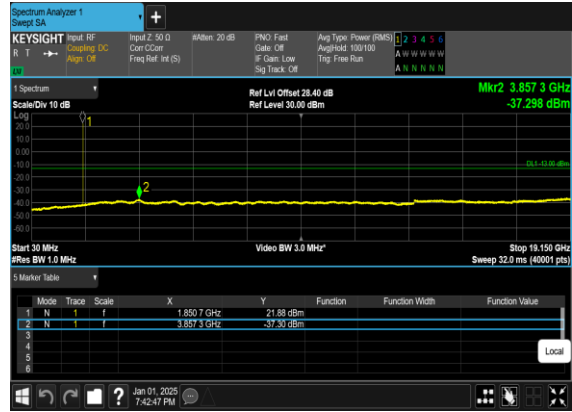 Spectrum Analyzer 1
Swept SA
KEYSIGHT Input: RF Input Z: 50 Ω #Atten: 20 dB PNO: Fast Avg Type: Power (RMS) 1 2 3 4 5 6
R T Coupling: DC Corr CCorr Gate: Off Avg|Hold: 100/100 A W W W W W
Align: Off Freq Ref: Int (S) IF Gain: Low Trig: Free Run
Sig Track: Off A N N N N N
1 Spectrum Ref Lvl Offset 28.40 dB Mkr2 3.857 3 GHz
Scale/Div 10 dB Ref Level 30.00 dBm -37.298 dBm
Log
1
20.0
10.0
0.00
-10.0
DL1 -13.00 dBm
-20.0
-30.0
2
-40.0
-50.0
-60.0
Start 30 MHz Video BW 3.0 MHz* Stop 19.150 GHz
#Res BW 1.0 MHz Sweep 32.0 ms (40001 pts)
5 Marker Table
Mode Trace Scale X Y Function Function Width Function Value
1 N 1 f 1.850 7 GHz 21.88 dBm
2 N 1 f 3.857 3 GHz -37.30 dBm
3
4
5
6
Local
Jan 01, 2025
7:42:47 PM